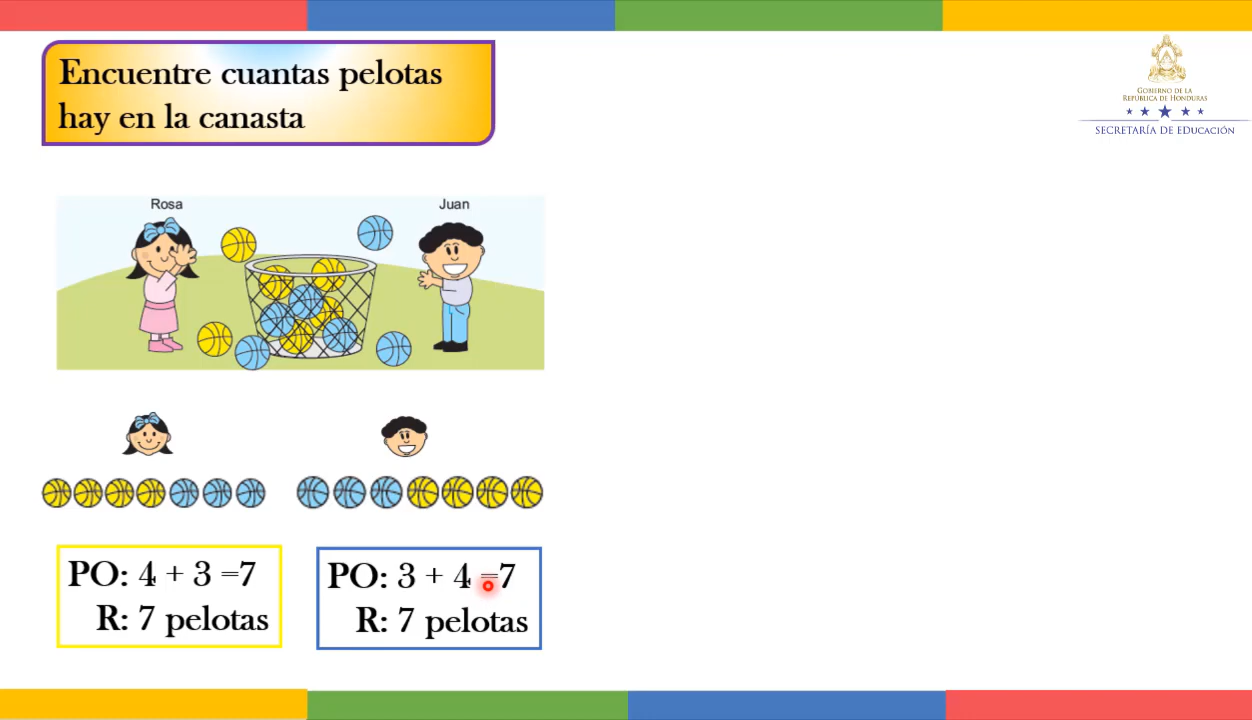 Encuentre cuantas pelotas
hay en la canasta
GOBIERNO DE LA
REPÚBLICA DE HONDURAS
SECRETARÍA DE EDUCACIÓN
Rosa
Juan
PO: 4 + 3 =7
R: 7 pelotas
PO: 3 + 4 =7
R: 7 pelotas